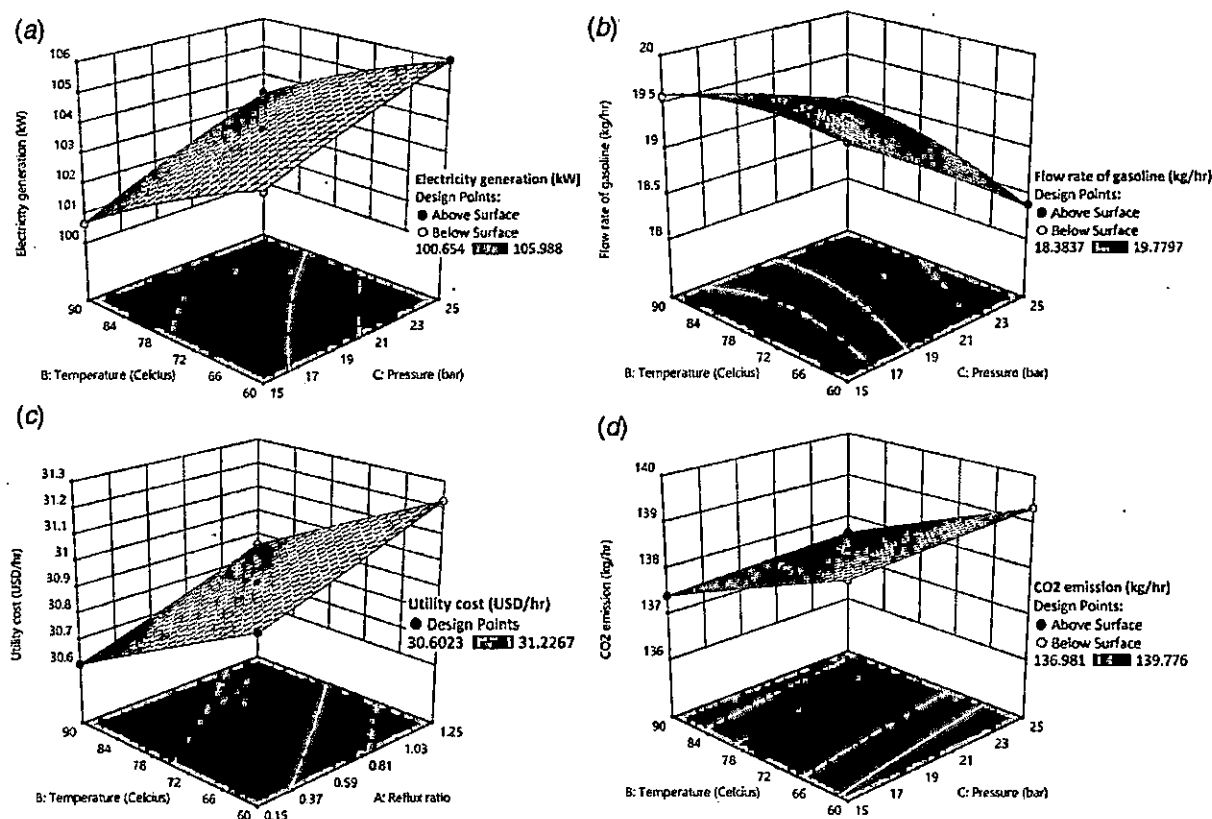 (a)
106
105
104
103
102
101
100
Electricity generation (kW)
Electricity generation (kW)
Design Points:
● Above Surface
○ Below Surface
100.654 105.988
90
84
78
72
66
60
B: Temperature (Celcius)
15
17
19
21
23
25
C: Pressure (bar)
(b)
20
19.5
19
18.5
18
Flow rate of gasoline (kg/hr)
Flow rate of gasoline (kg/hr)
Design Points:
● Above Surface
○ Below Surface
18.3837 19.7797
90
84
78
72
66
60
B: Temperature (Celcius)
15
17
19
21
23
25
C: Pressure (bar)
(c)
31.3
31.2
31.1
31
30.9
30.8
30.7
30.6
Utility cost (USD/hr)
Utility cost (USD/hr)
● Design Points
30.6023 31.2267
90
84
78
72
66
60
B: Temperature (Celcius)
0.15
0.37
0.59
0.81
1.03
1.25
A: Reflux ratio
(d)
140
139
138
137
136
CO2 emission (kg/hr)
CO2 emission (kg/hr)
Design Points:
● Above Surface
○ Below Surface
136.981 139.776
90
84
78
72
66
60
B: Temperature (Celcius)
15
17
19
21
23
25
C: Pressure (bar)